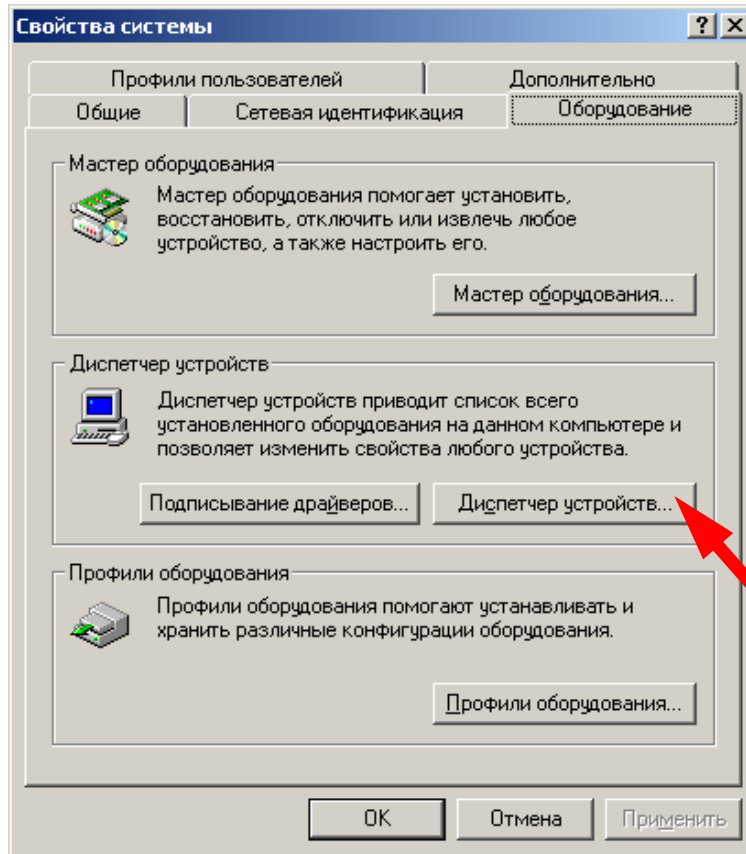 Свойства системы
Профили пользователей
Дополнительно
Общие
Сетевая идентификация
Оборудование
Мастер оборудования
Мастер оборудования помогает установить,
восстановить, отключить или извлечь любое
устройство, а также настроить его.
Мастер оборудования...
Диспетчер устройств
Диспетчер устройств приводит список всего
установленного оборудования на данном компьютере и
позволяет изменить свойства любого устройства.
Подписывание драйверов...
Диспетчер устройств...
Профили оборудования
Профили оборудования помогают устанавливать и
хранить различные конфигурации оборудования.
Профили оборудования...
OK
Отмена
Применить